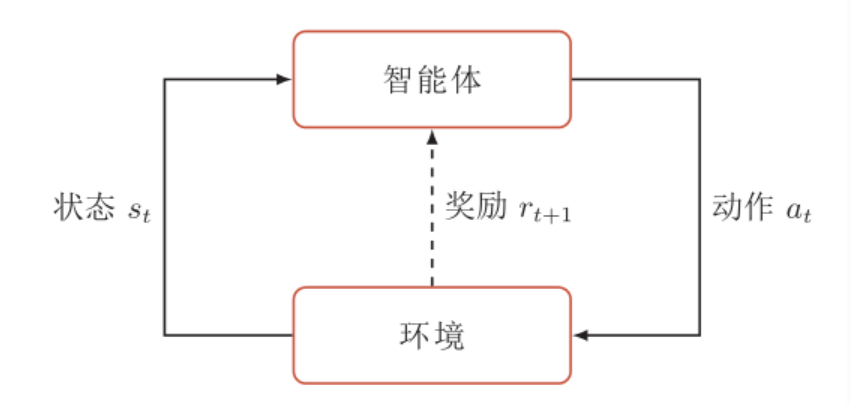 智能体
状态 s_t
奖励 r_{t+1}
动作 a_t
环境